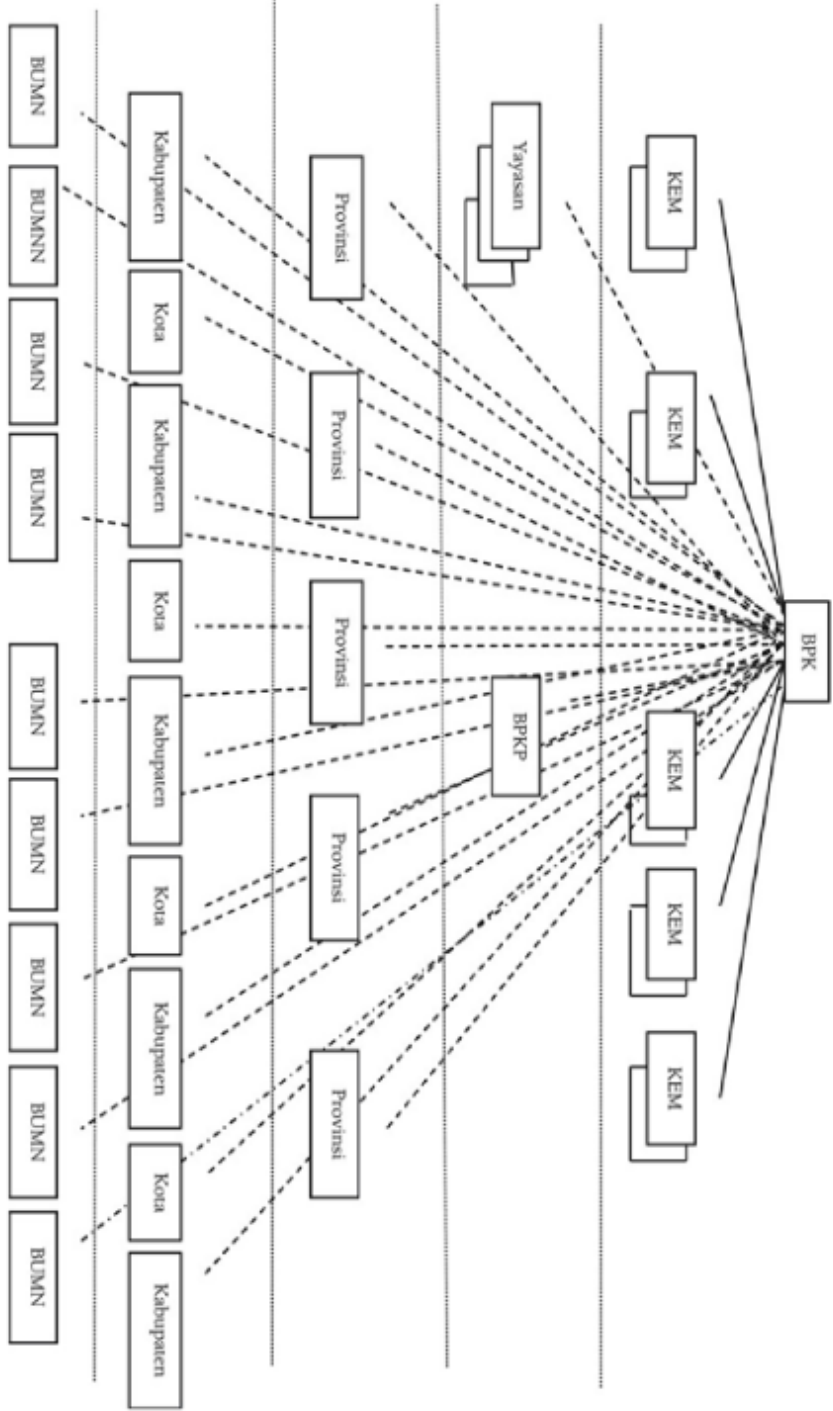 BPK
KEM
KEM
KEM
KEM
KEM
Yayasan
BPKP
Provinsi
Provinsi
Provinsi
Provinsi
Provinsi
Kabupaten
Kota
Kabupaten
Kota
Kabupaten
Kota
Kabupaten
Kota
Kabupaten
BUMN
BUMNN
BUMN
BUMN
BUMN
BUMN
BUMN
BUMN
BUMN